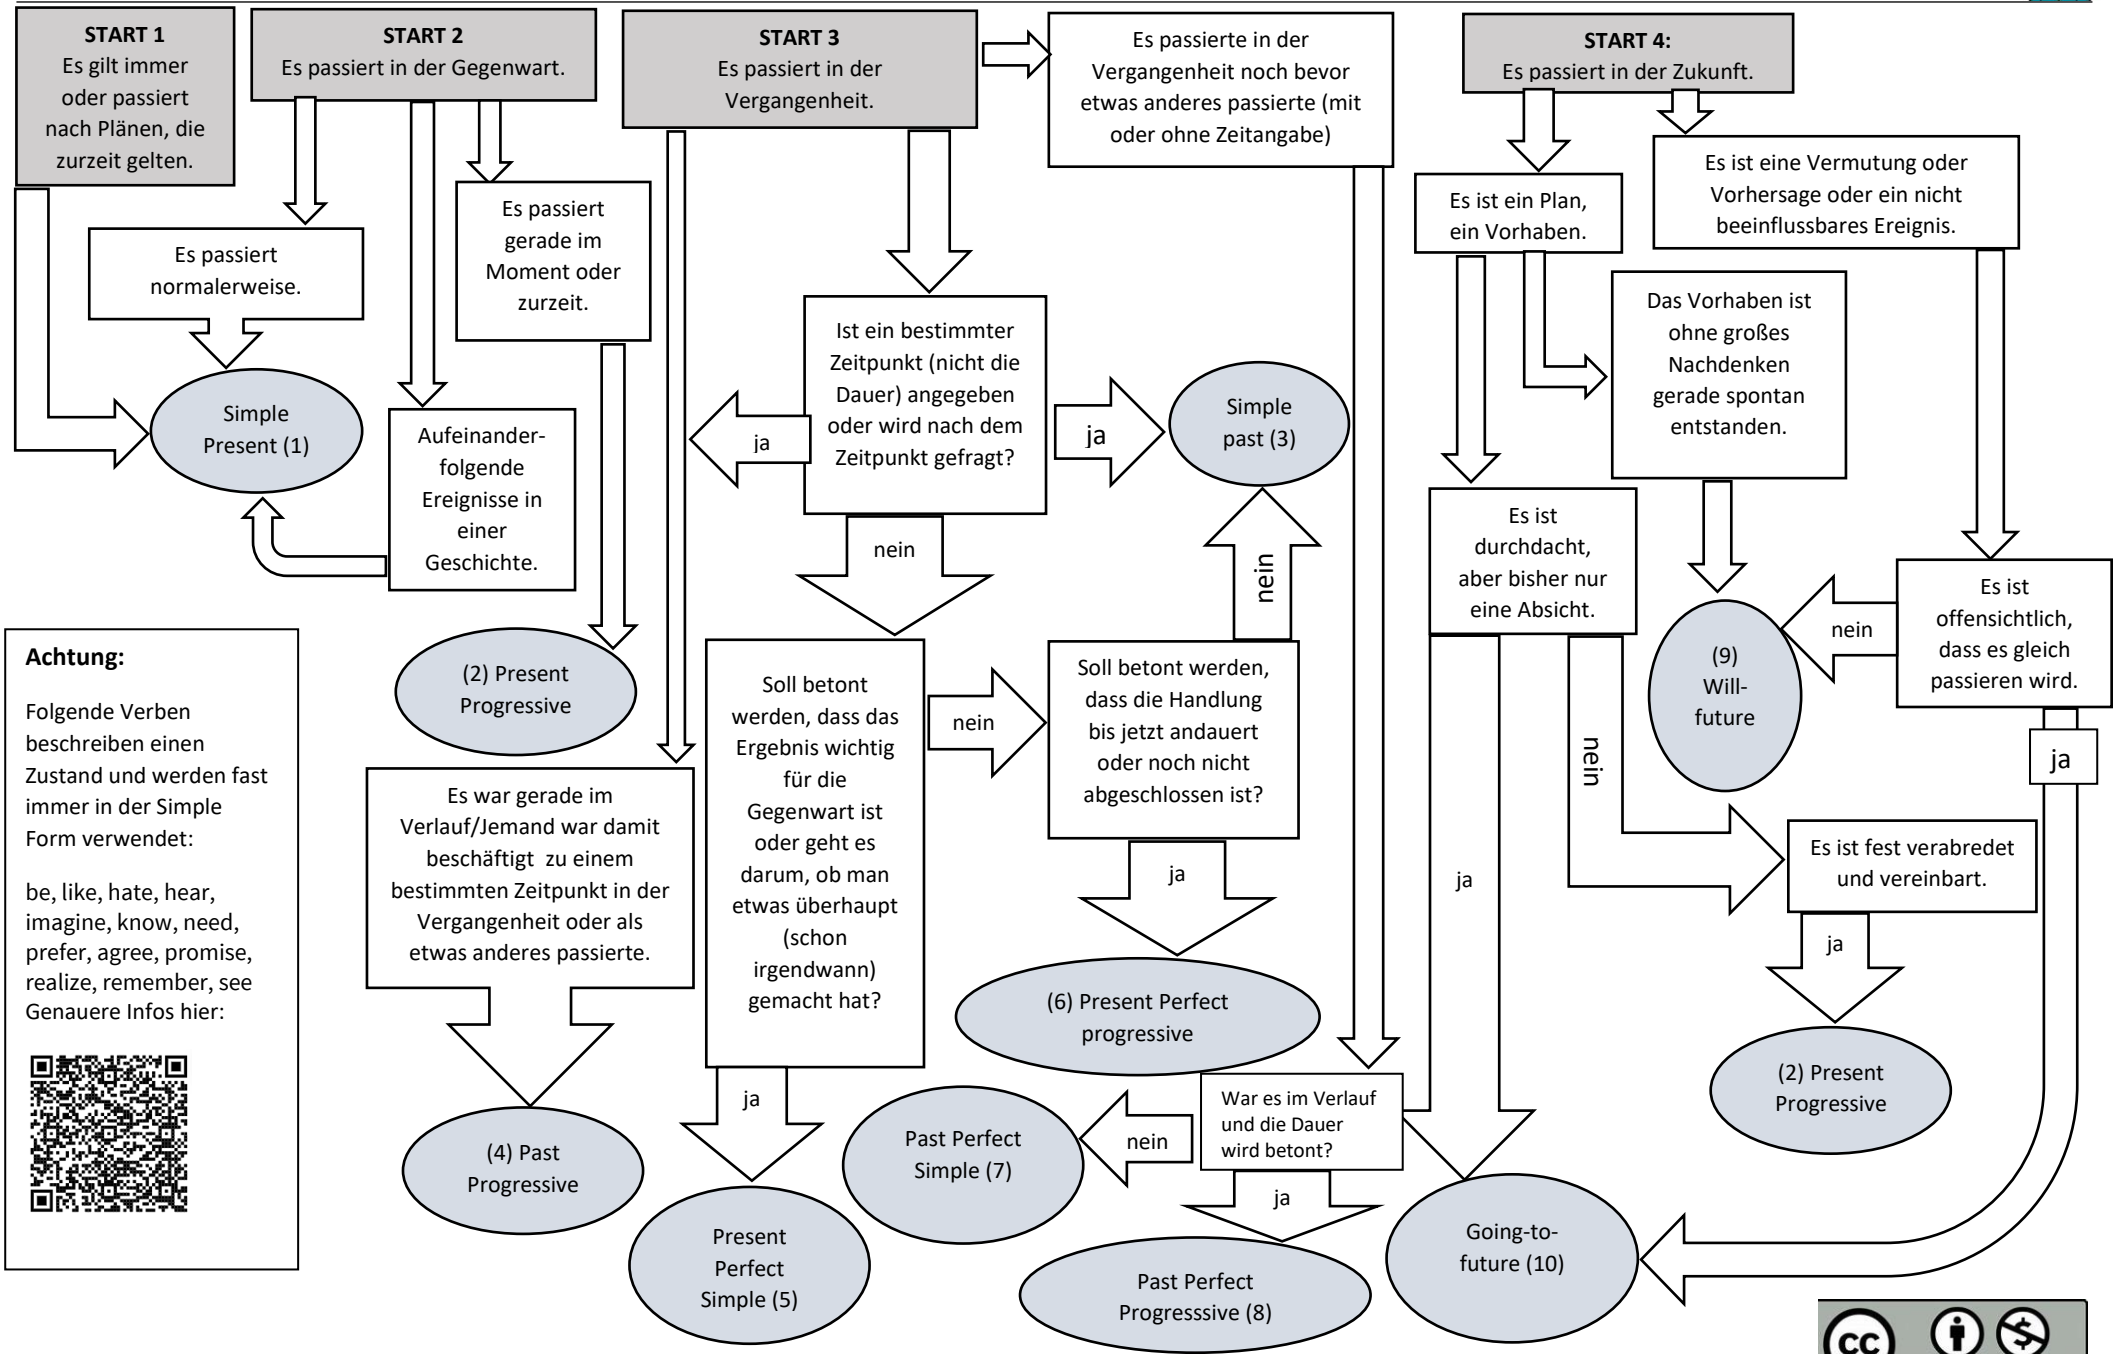 START 1
Es gilt immer
oder passiert
nach Plänen, die
zurzeit gelten.
START 2
Es passiert in der Gegenwart.
START 3
Es passiert in der
Vergangenheit.
Es passierte in der
Vergangenheit noch bevor
etwas anderes passierte (mit
oder ohne Zeitangabe)
START 4:
Es passiert in der Zukunft.
Es passiert
normalerweise.
Es passiert
gerade im
Moment oder
zurzeit.
Es ist ein Plan,
ein Vorhaben.
Es ist eine Vermutung oder
Vorhersage oder ein nicht
beeinflussbares Ereignis.
Simple
Present (1)
Aufeinander-
folgende
Ereignisse in
einer
Geschichte.
ja
Ist ein bestimmter
Zeitpunkt (nicht die
Dauer) angegeben
oder wird nach dem
Zeitpunkt gefragt?
ja
Simple
past (3)
Das Vorhaben ist
ohne großes
Nachdenken
gerade spontan
entstanden.
nein
nein
Es ist
durchdacht,
aber bisher nur
eine Absicht.
Es ist
offensichtlich,
dass es gleich
passieren wird.
nein
(9)
Will-
future
ja
Achtung:
Folgende Verben
beschreiben einen
Zustand und werden fast
immer in der Simple
Form verwendet:
be, like, hate, hear,
imagine, know, need,
prefer, agree, promise,
realize, remember, see
Genauere Infos hier:
(2) Present
Progressive
Es war gerade im
Verlauf/Jemand war damit
beschäftigt zu einem
bestimmten Zeitpunkt in der
Vergangenheit oder als
etwas anderes passierte.
Soll betont
werden, dass das
Ergebnis wichtig
für die
Gegenwart ist
oder geht es
darum, ob man
etwas überhaupt
(schon
irgendwann)
gemacht hat?
nein
Soll betont werden,
dass die Handlung
bis jetzt andauert
oder noch nicht
abgeschlossen ist?
ja
ja
nein
Es ist fest verabredet
und vereinbart.
ja
(6) Present Perfect
progressive
(2) Present
Progressive
(4) Past
Progressive
ja
Present
Perfect
Simple (5)
Past Perfect
Simple (7)
nein
War es im Verlauf
und die Dauer
wird betont?
ja
Past Perfect
Progresssive (8)
Going-to-
future (10)
cc